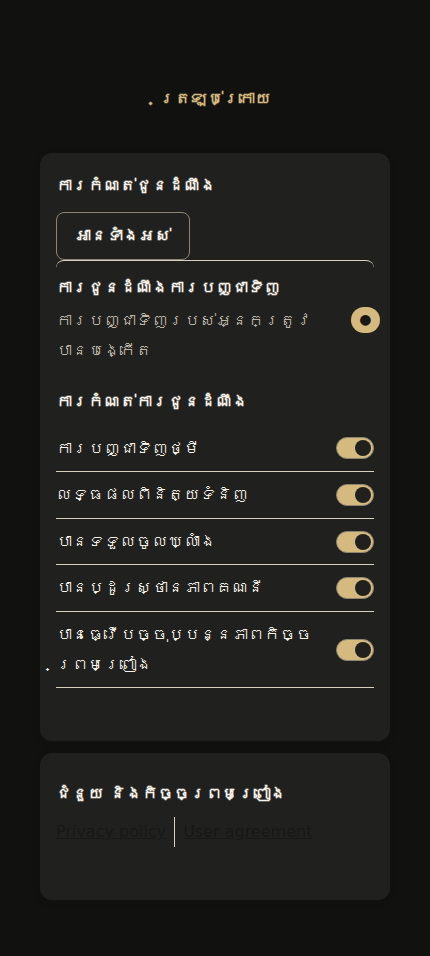 ត្រឡប់ក្រោយ
ការកំណត់ជូនដំណឹង
អានទាំងអស់
ការជូនដំណឹងការបញ្ជាទិញ
ការបញ្ជាទិញរបស់អ្នកត្រូវ
បានបង្កើត
ការកំណត់ការជូនដំណឹង
ការបញ្ជាទិញថ្មី
លទ្ធផលពិនិត្យទំនិញ
បានទទួលចូលឃ្លាំង
បានប្ដូរស្ថានភាពគណនី
បានធ្វើបច្ចុប្បន្នភាពកិច្ច
ព្រមព្រៀង
ជំនួយ និងកិច្ចព្រមព្រៀង
Privacy policy User agreement